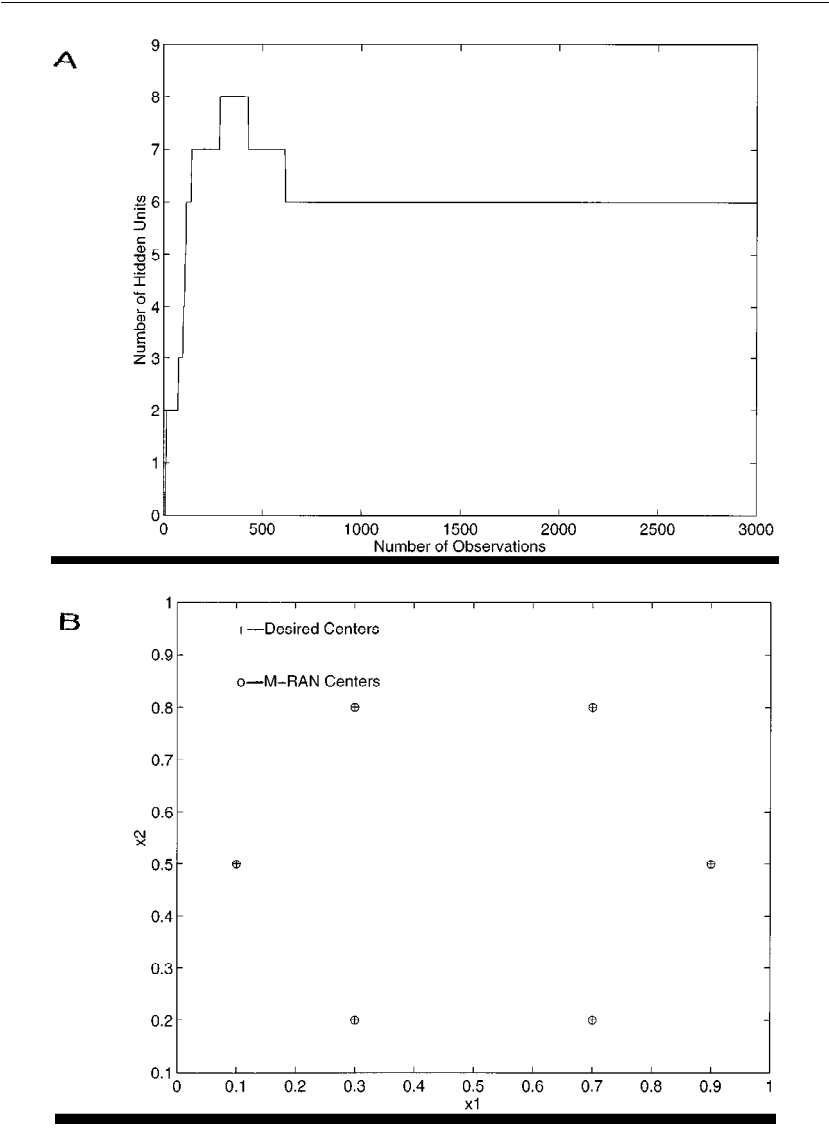 A
9
8
7
6
5
4
3
2
1
0
Number of Hidden Units
0 500 1000 1500 2000 2500 3000
Number of Observations
B
1
0.9
0.8
0.7
0.6
0.5
0.4
0.3
0.2
0.1
x2
Desired Centers
M-RAN Centers
0 0.1 0.2 0.3 0.4 0.5 0.6 0.7 0.8 0.9 1
x1